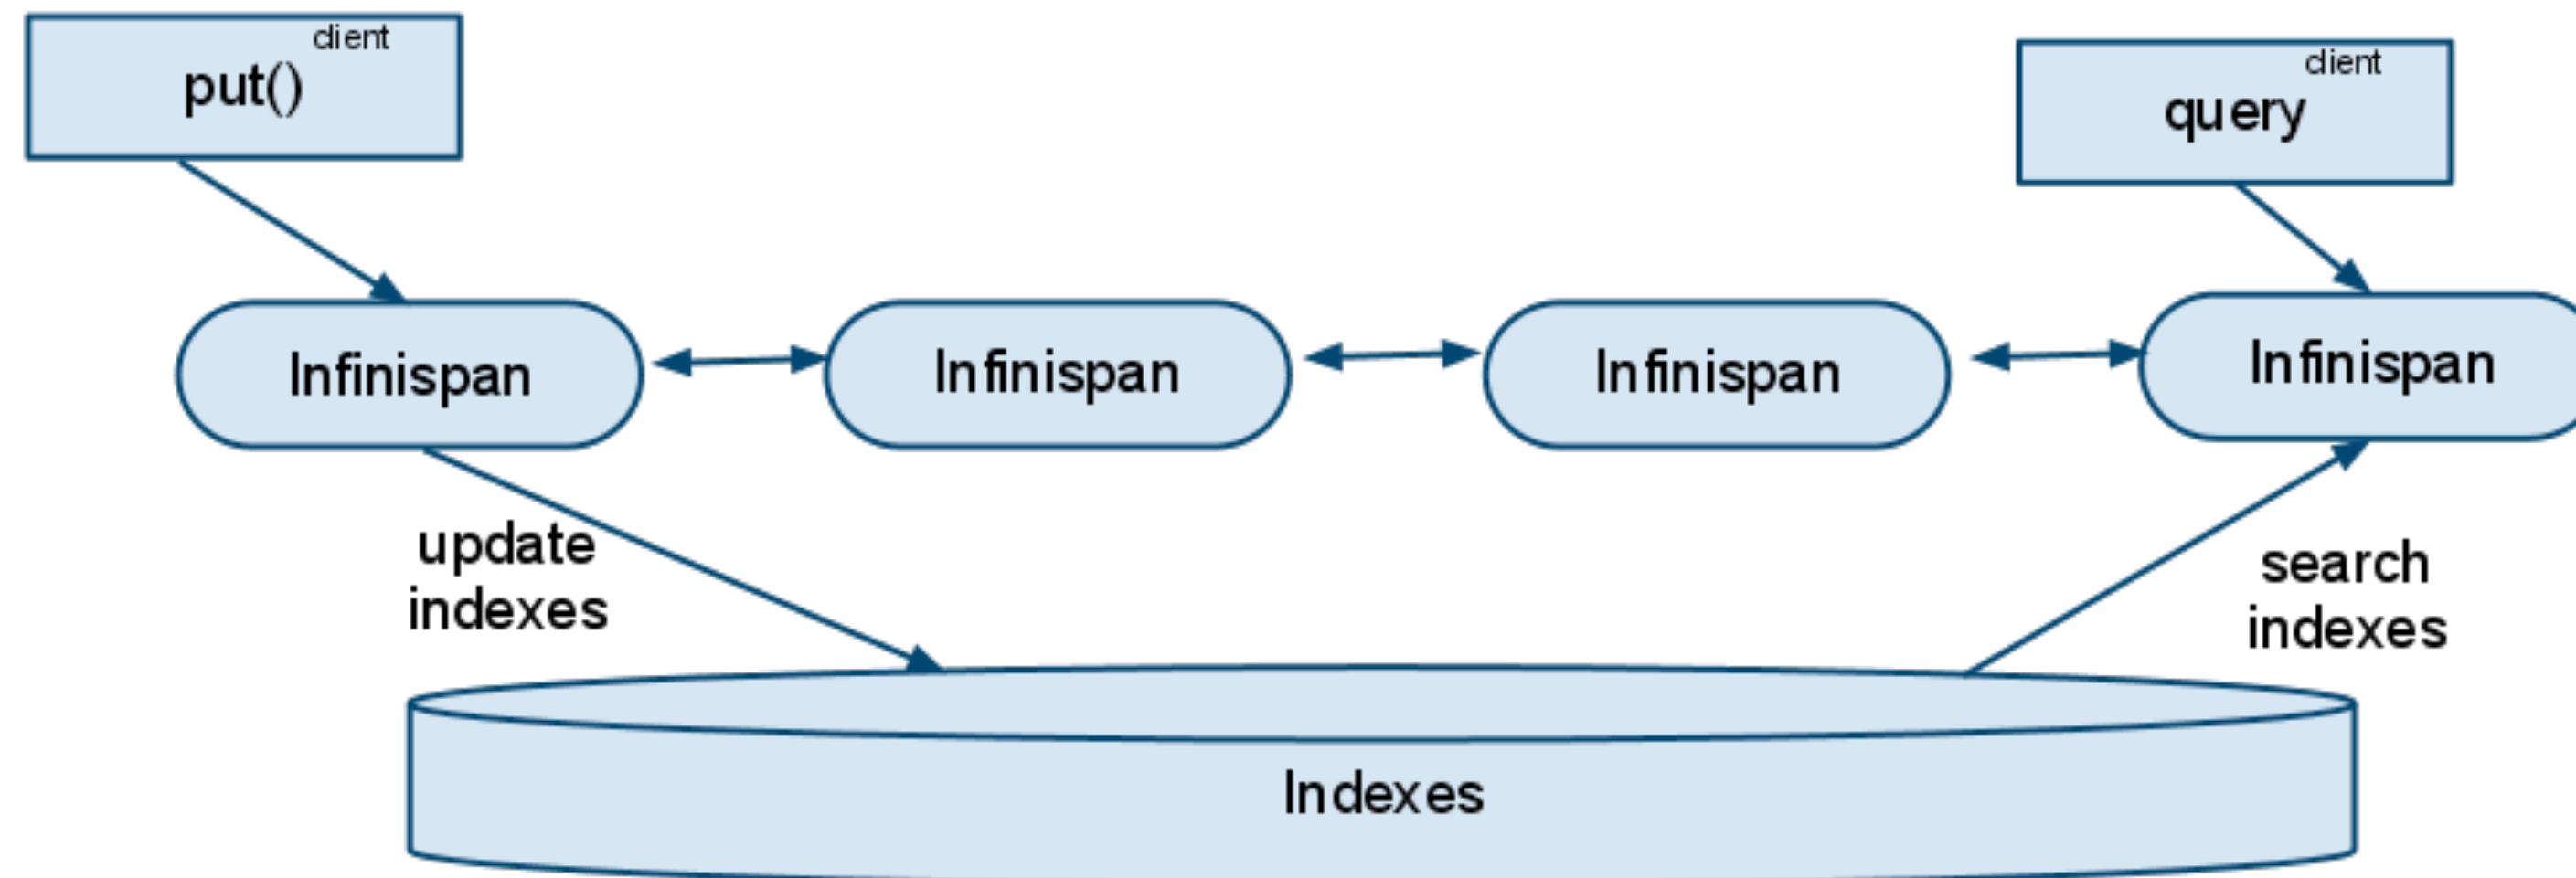 client
put()
client
query
Infinispan
Infinispan
Infinispan
Infinispan
update
indexes
search
indexes
Indexes